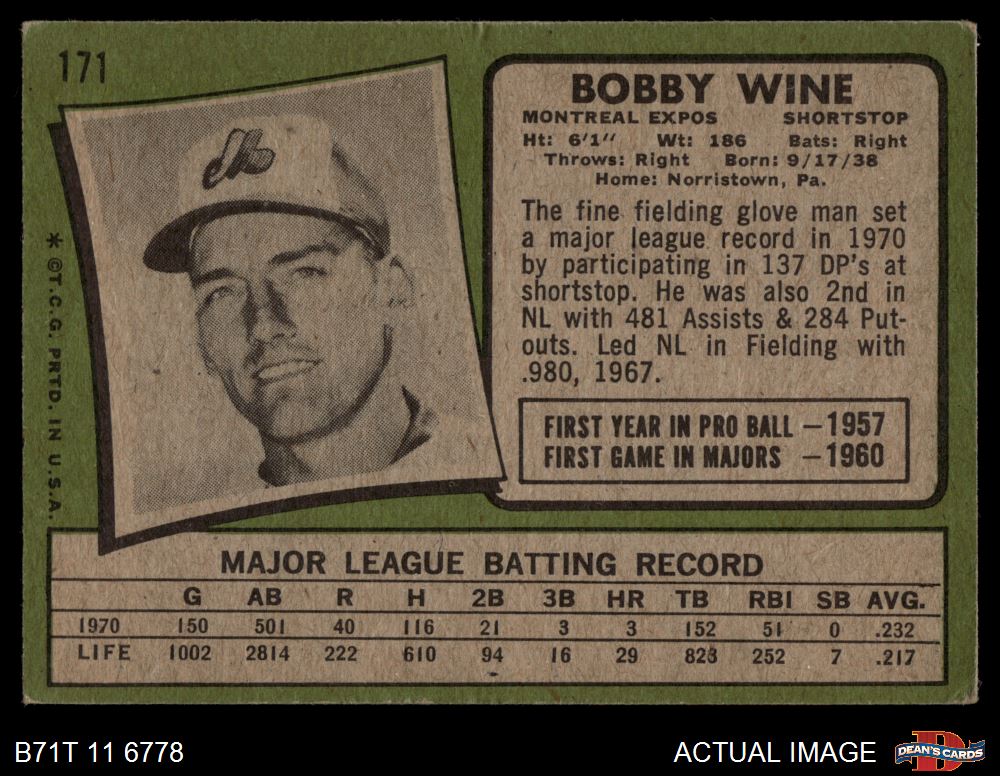 171
BOBBY WINE
MONTREAL EXPOS SHORTSTOP
Ht: 6'1" Wt: 186 Bats: Right
Throws: Right Born: 9/17/38
Home: Norristown, Pa.
The fine fielding glove man set
a major league record in 1970
by participating in 137 DP's at
shortstop. He was also 2nd in
NL with 481 Assists & 284 Put-
outs. Led NL in Fielding with
.980, 1967.
FIRST YEAR IN PRO BALL – 1957
FIRST GAME IN MAJORS – 1960
* © T.C.G. PRTD. IN U.S.A.
MAJOR LEAGUE BATTING RECORD
G AB R H 2B 3B HR TB RBI SB AVG.
1970 150 501 40 116 21 3 3 152 51 0 .232
LIFE 1002 2814 222 610 94 16 29 823 252 7 .217
B71T 11 6778 ACTUAL IMAGE
DEAN'S CARDS